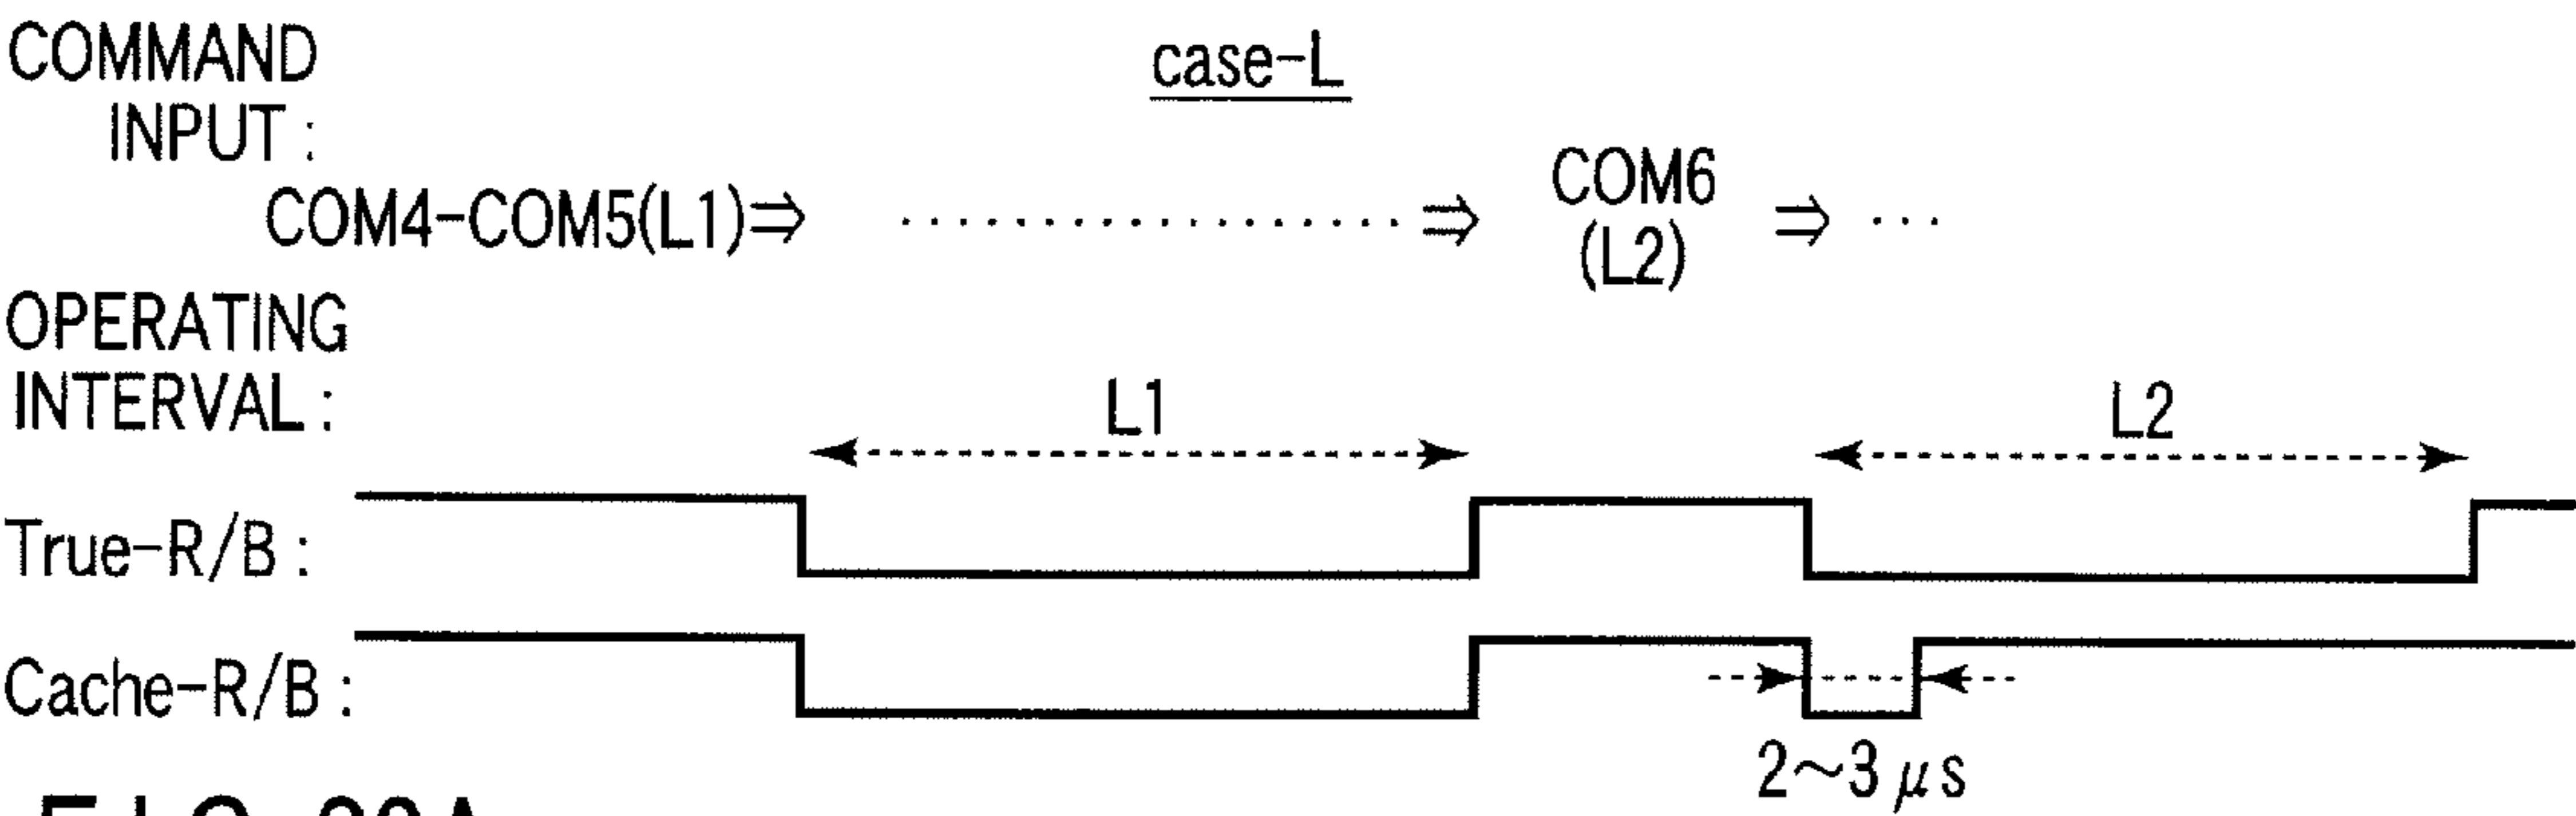 COMMAND
INPUT :
case-L
COM4-COM5(L1)⇒ ................ ⇒ COM6 (L2) ⇒ ...
OPERATING
INTERVAL :
L1
L2
True-R/B :
Cache-R/B :
2~3 μs